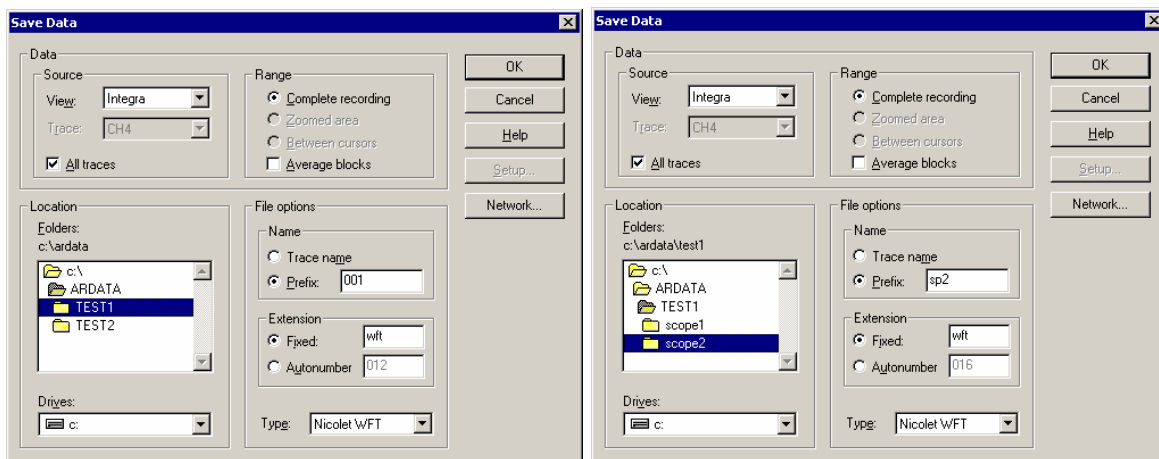 Save Data
Data
Source
View: Integra
Trace: CH4
All traces
Range
Complete recording
Zoomed area
Between cursors
Average blocks
OK
Cancel
Help
Setup...
Network...
Location
Folders:
c:\ardata
c:\
ARDATA
TEST1
TEST2
Drives:
c:
File options
Name
Trace name
Prefix: 001
Extension
Fixed: wft
Autonumber 012
Type: Nicolet WFT
Save Data
Data
Source
View: Integra
Trace: CH4
All traces
Range
Complete recording
Zoomed area
Between cursors
Average blocks
OK
Cancel
Help
Setup...
Network...
Location
Folders:
c:\ardata\test1
c:\
ARDATA
TEST1
scope1
scope2
Drives:
c:
File options
Name
Trace name
Prefix: sp2
Extension
Fixed: wft
Autonumber 016
Type: Nicolet WFT